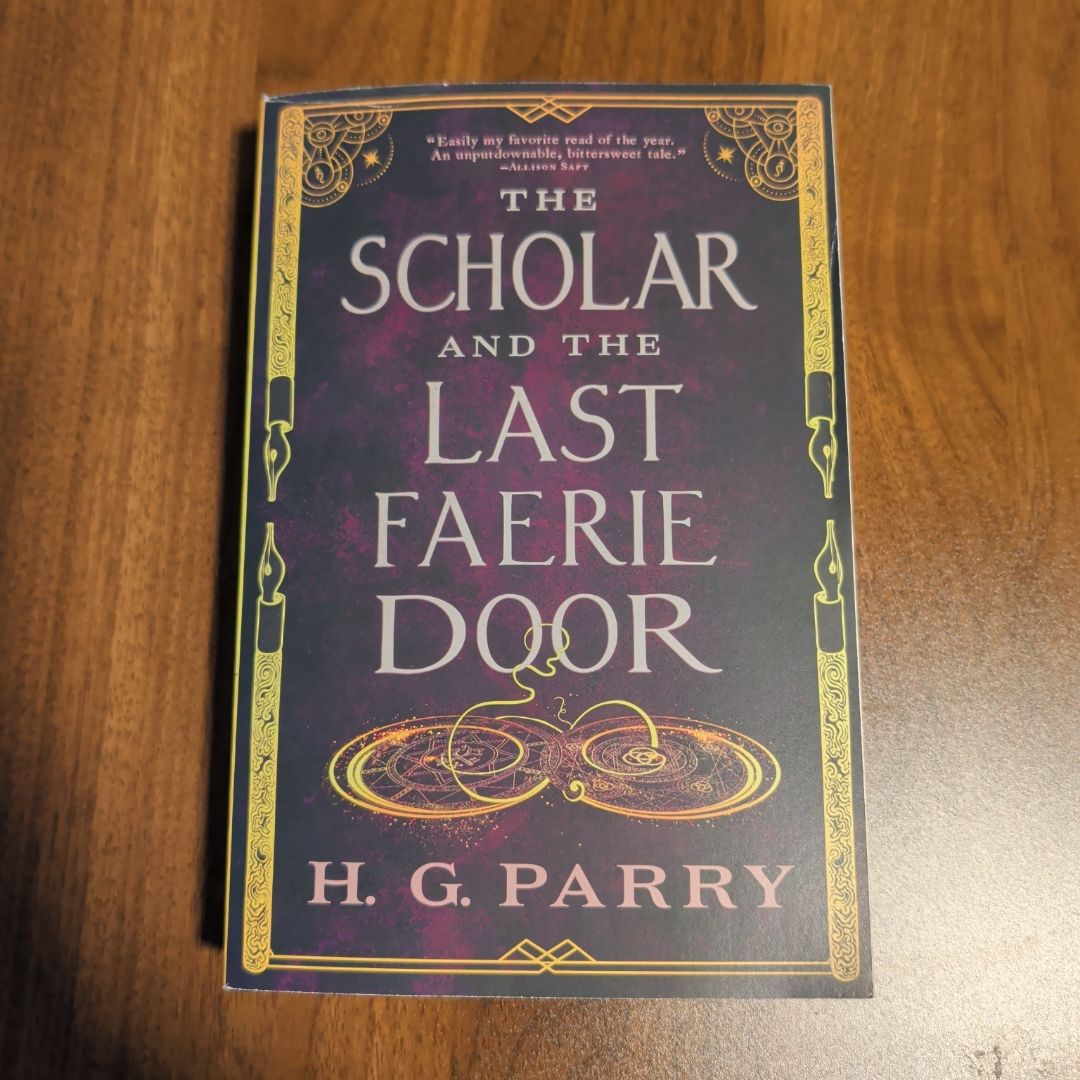 “Easily my favorite read of the year.
An unputdownable, bittersweet tale.”
—ALLISON SAFT
THE
SCHOLAR
AND THE
LAST
FAERIE
DOOR
H. G. PARRY